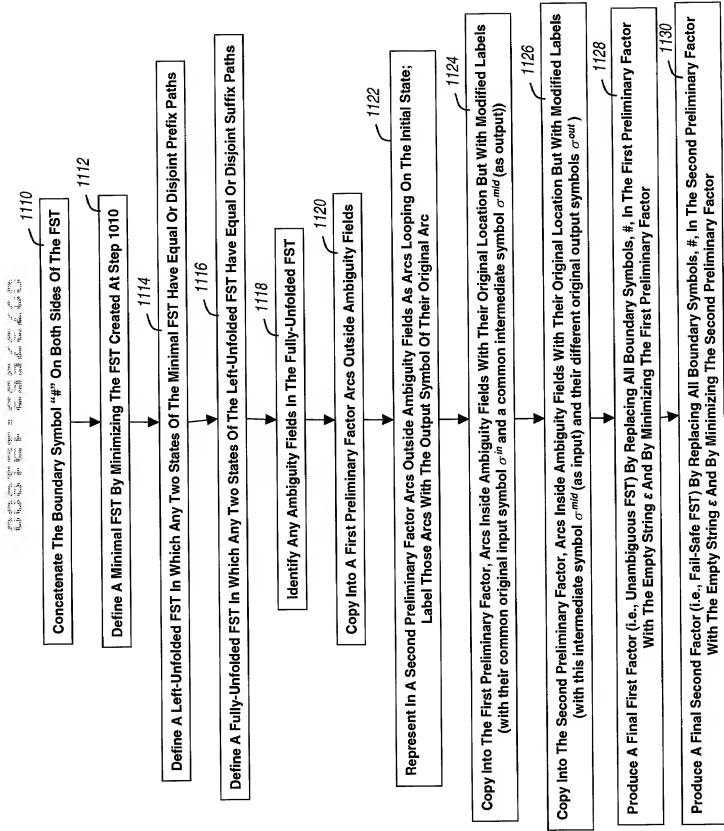 1110
Concatenate The Boundary Symbol "#" On Both Sides Of The FST
1112
Define A Minimal FST By Minimizing The FST Created At Step 1010
1114
Define A Left-Unfolded FST In Which Any Two States Of The Minimal FST Have Equal Or Disjoint Prefix Paths
1116
Define A Fully-Unfolded FST In Which Any Two States Of The Left-Unfolded FST Have Equal Or Disjoint Suffix Paths
1118
Identify Any Ambiguity Fields In The Fully-Unfolded FST
1120
Copy Into A First Preliminary Factor Arcs Outside Ambiguity Fields
1122
Represent In A Second Preliminary Factor Arcs Outside Ambiguity Fields As Arcs Looping On The Initial State;
Label Those Arcs With The Output Symbol Of Their Original Arc
1124
Copy Into The First Preliminary Factor, Arcs Inside Ambiguity Fields With Their Original Location But With Modified Labels
(with their common original input symbol σ^in and a common intermediate symbol σ^mid (as output))
1126
Copy Into The Second Preliminary Factor, Arcs Inside Ambiguity Fields With Their Original Location But With Modified Labels
(with this intermediate symbol σ^mid (as input) and their different original output symbols σ^out )
1128
Produce A Final First Factor (i.e., Unambiguous FST) By Replacing All Boundary Symbols, #, In The First Preliminary Factor
With The Empty String ε And By Minimizing The First Preliminary Factor
1130
Produce A Final Second Factor (i.e., Fail-Safe FST) By Replacing All Boundary Symbols, #, In The Second Preliminary Factor
With The Empty String ε And By Minimizing The Second Preliminary Factor